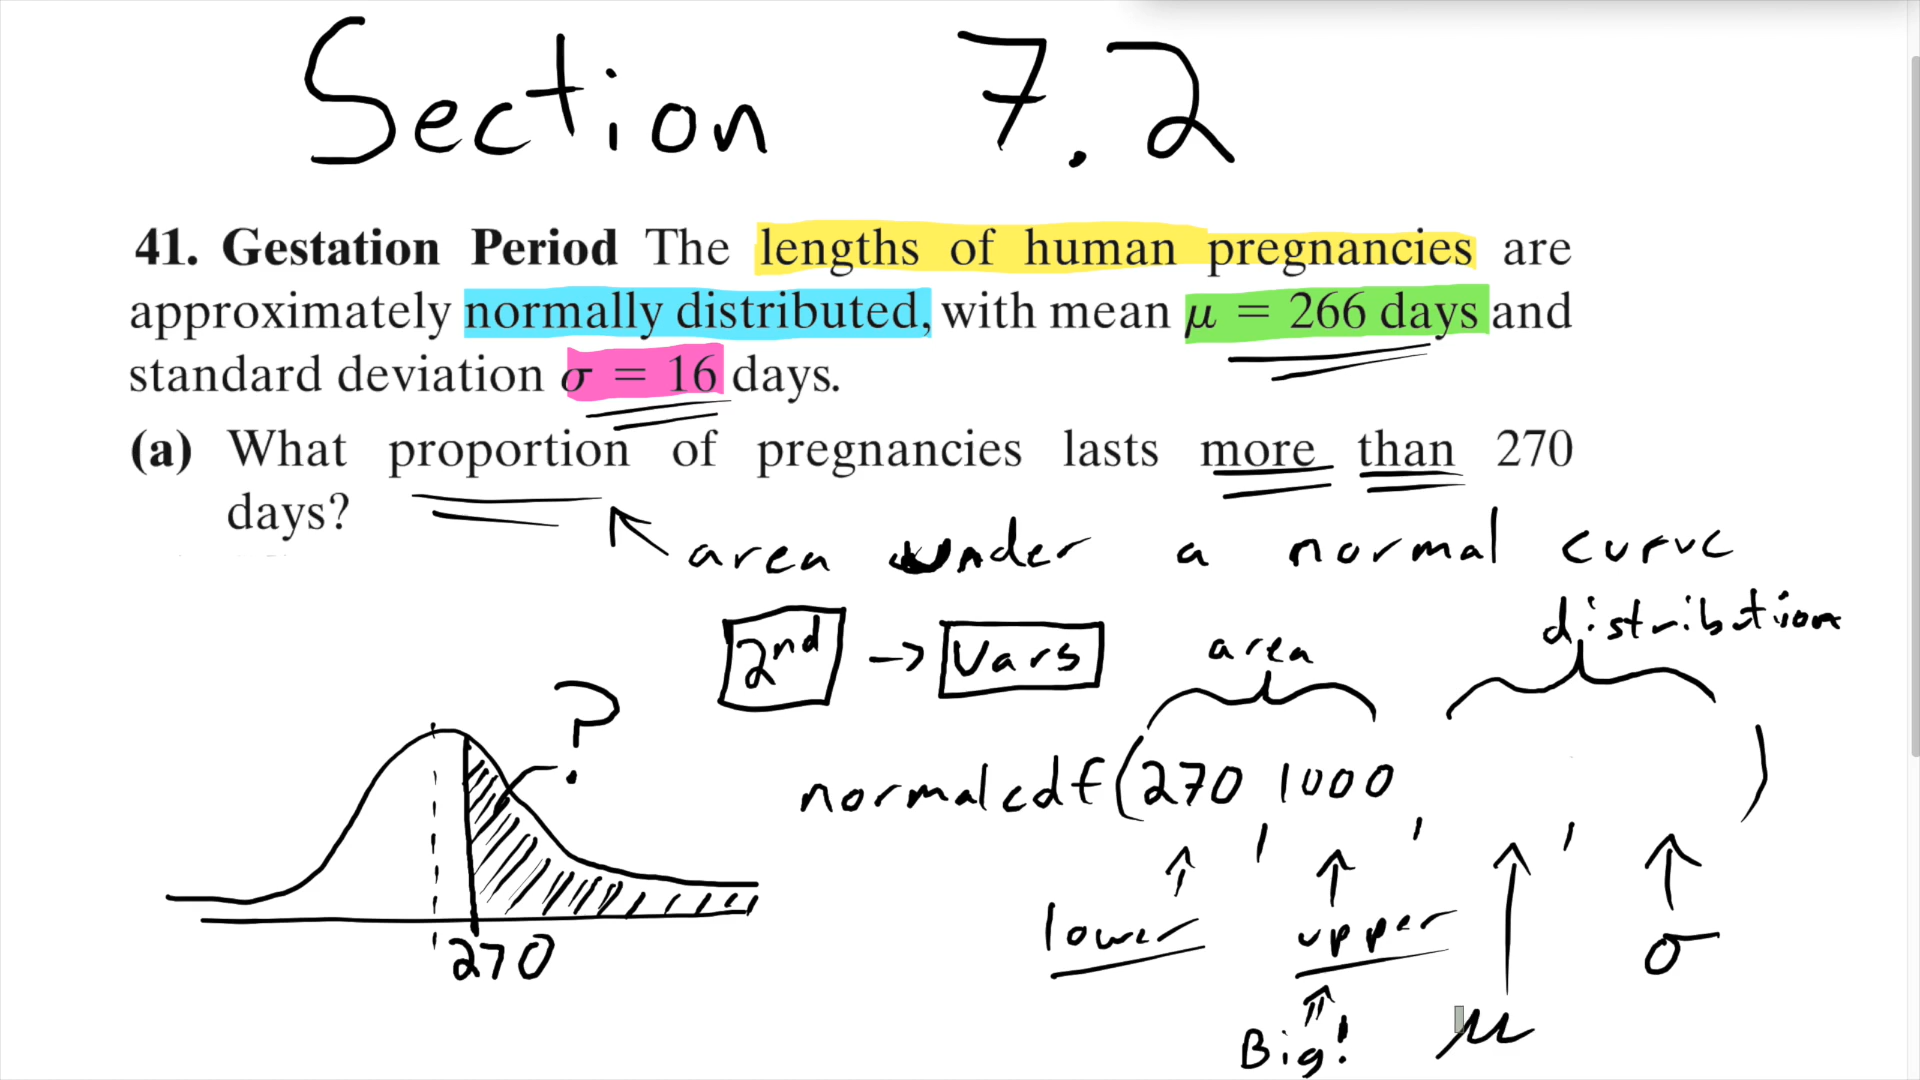 Section 7.2
41. Gestation Period The lengths of human pregnancies are
approximately normally distributed, with mean μ = 266 days and
standard deviation σ = 16 days.
(a) What proportion of pregnancies lasts more than 270
days?
area under a normal curve
distribution
2nd → Vars
area
?
normalcdf(270 1000 )
, , ,
lower upper σ
270
Big! μ